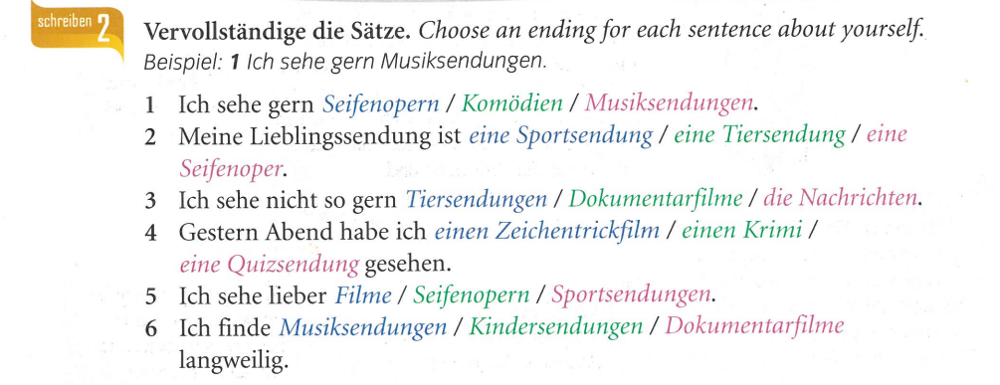 schreiben 2
Vervollständige die Sätze. Choose an ending for each sentence about yourself.
Beispiel: 1 Ich sehe gern Musiksendungen.
1 Ich sehe gern Seifenopern / Komödien / Musiksendungen.
2 Meine Lieblingssendung ist eine Sportsendung / eine Tiersendung / eine
Seifenoper.
3 Ich sehe nicht so gern Tiersendungen / Dokumentarfilme / die Nachrichten.
4 Gestern Abend habe ich einen Zeichentrickfilm / einen Krimi /
eine Quizsendung gesehen.
5 Ich sehe lieber Filme / Seifenopern / Sportsendungen.
6 Ich finde Musiksendungen / Kindersendungen / Dokumentarfilme
langweilig.